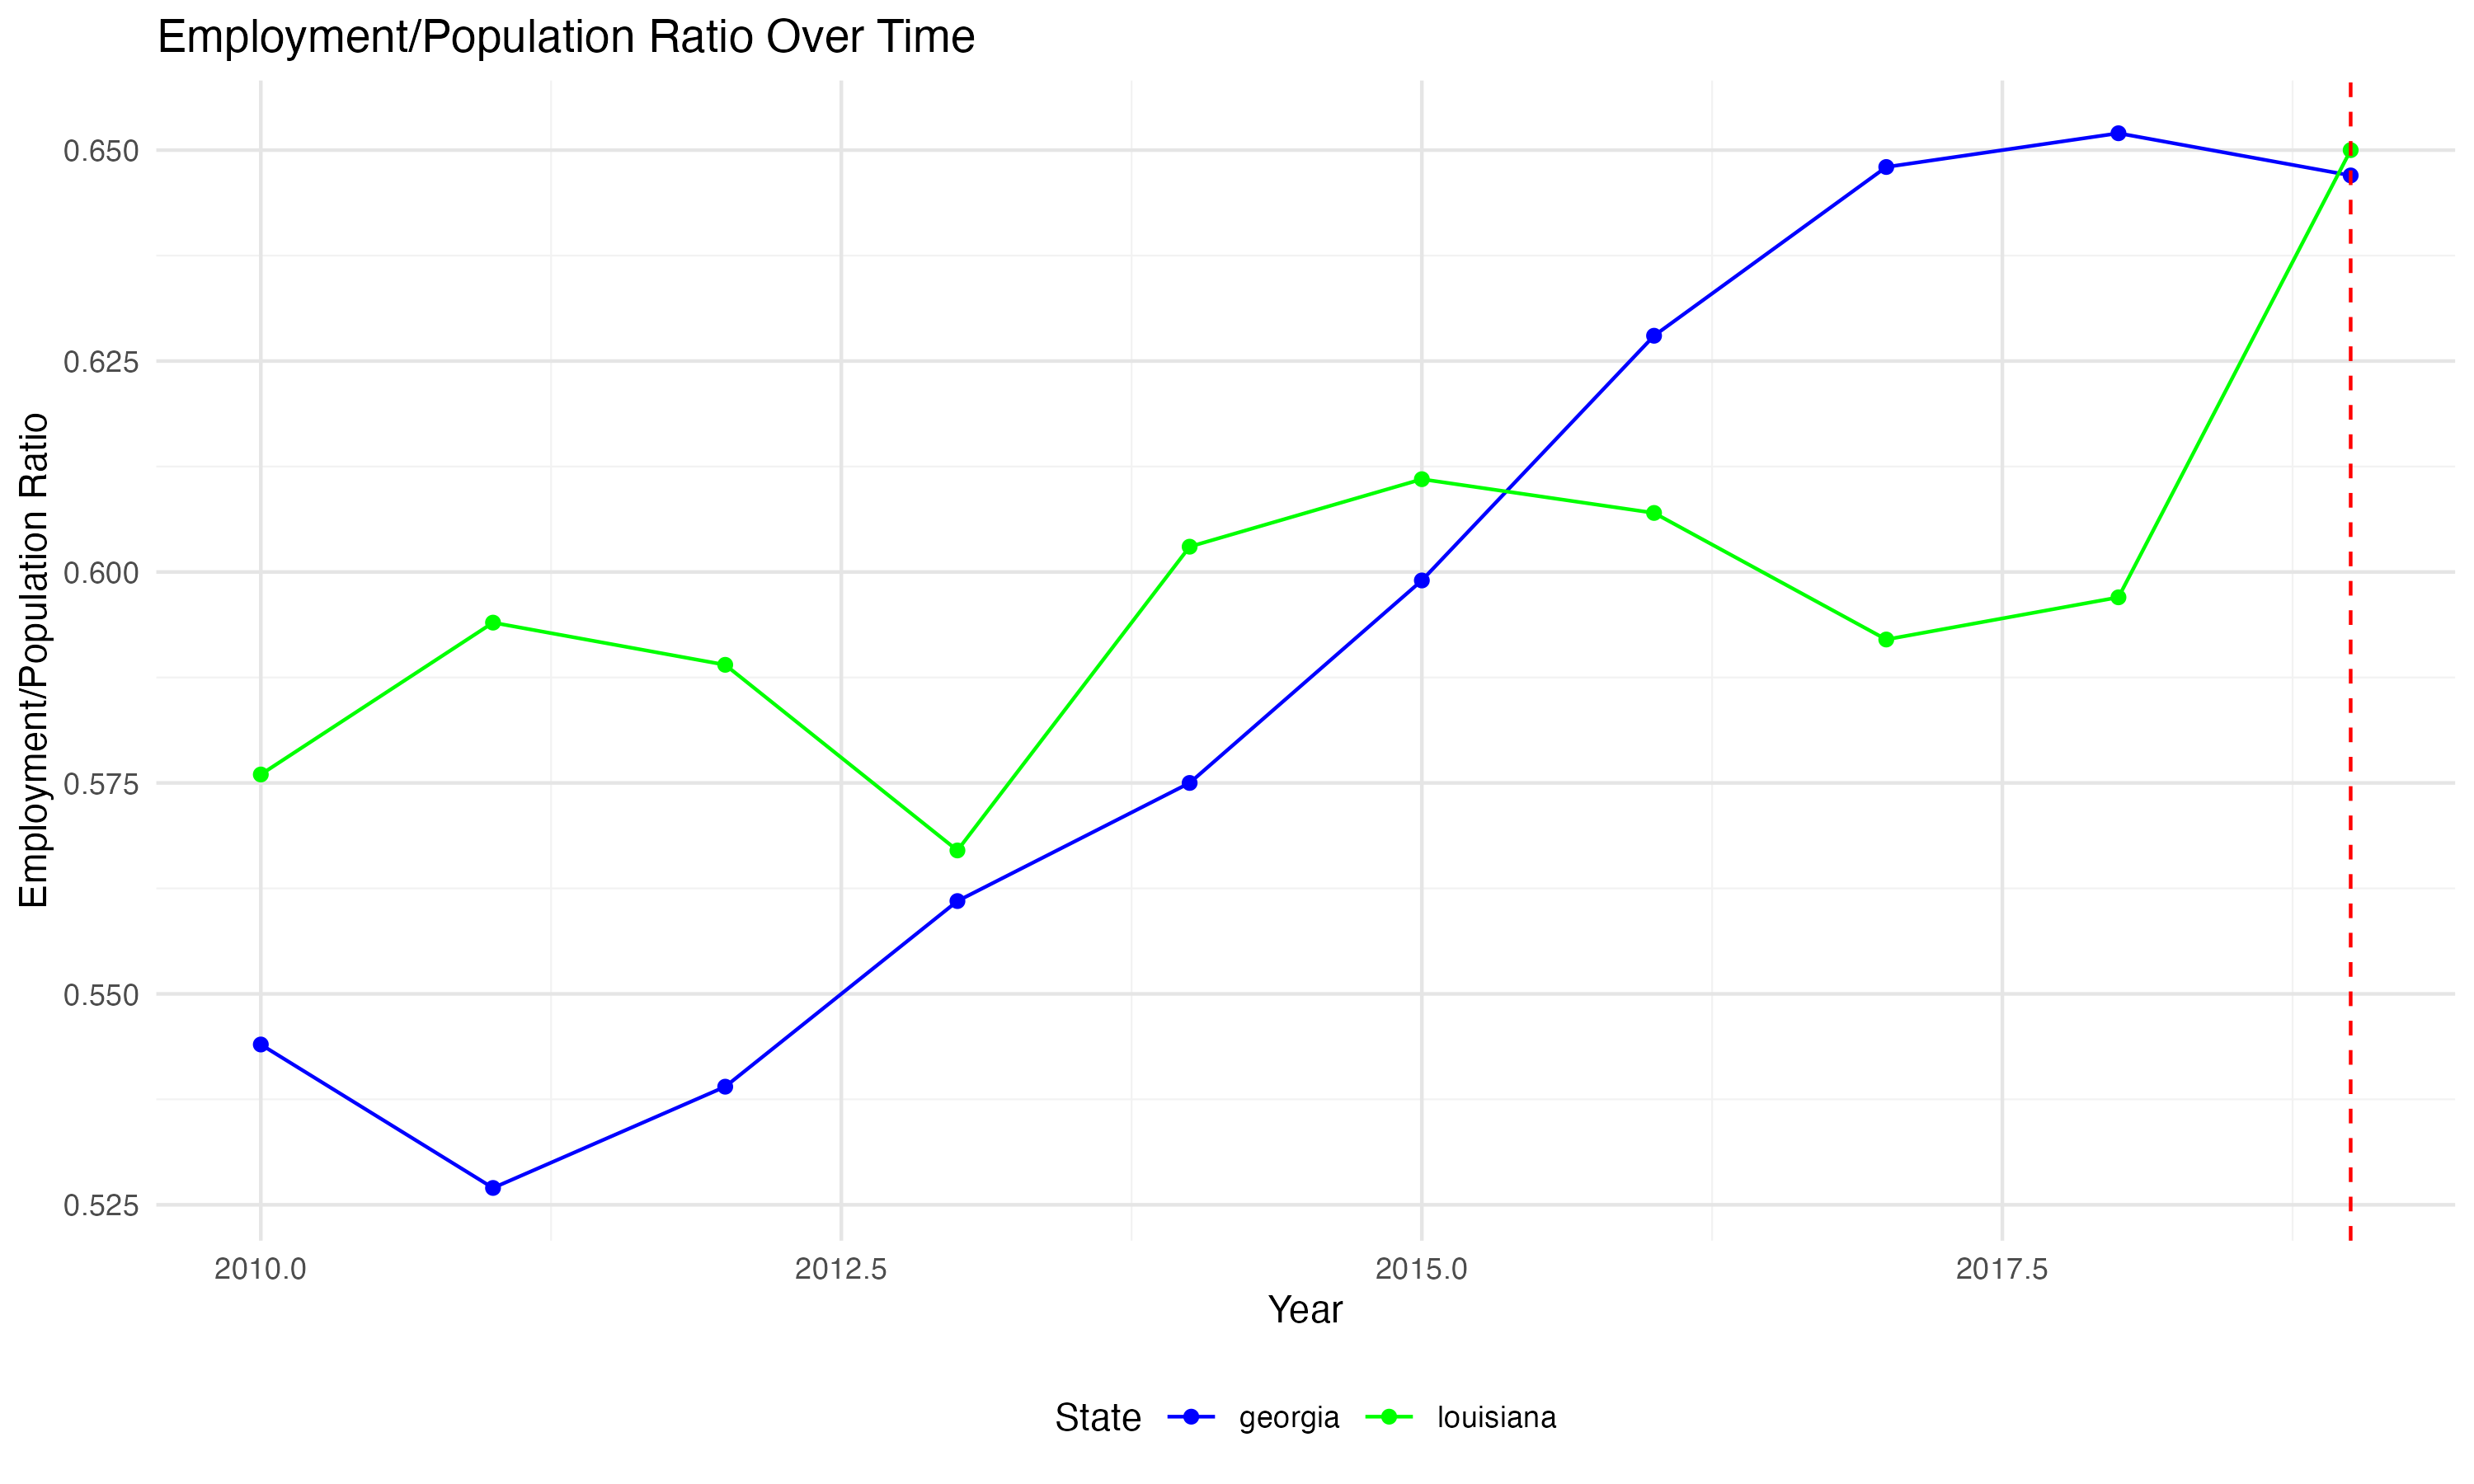 Employment/Population Ratio Over Time
Employment/Population Ratio
0.650
0.625
0.600
0.575
0.550
0.525
2010.0 2012.5 2015.0 2017.5
Year
State georgia louisiana